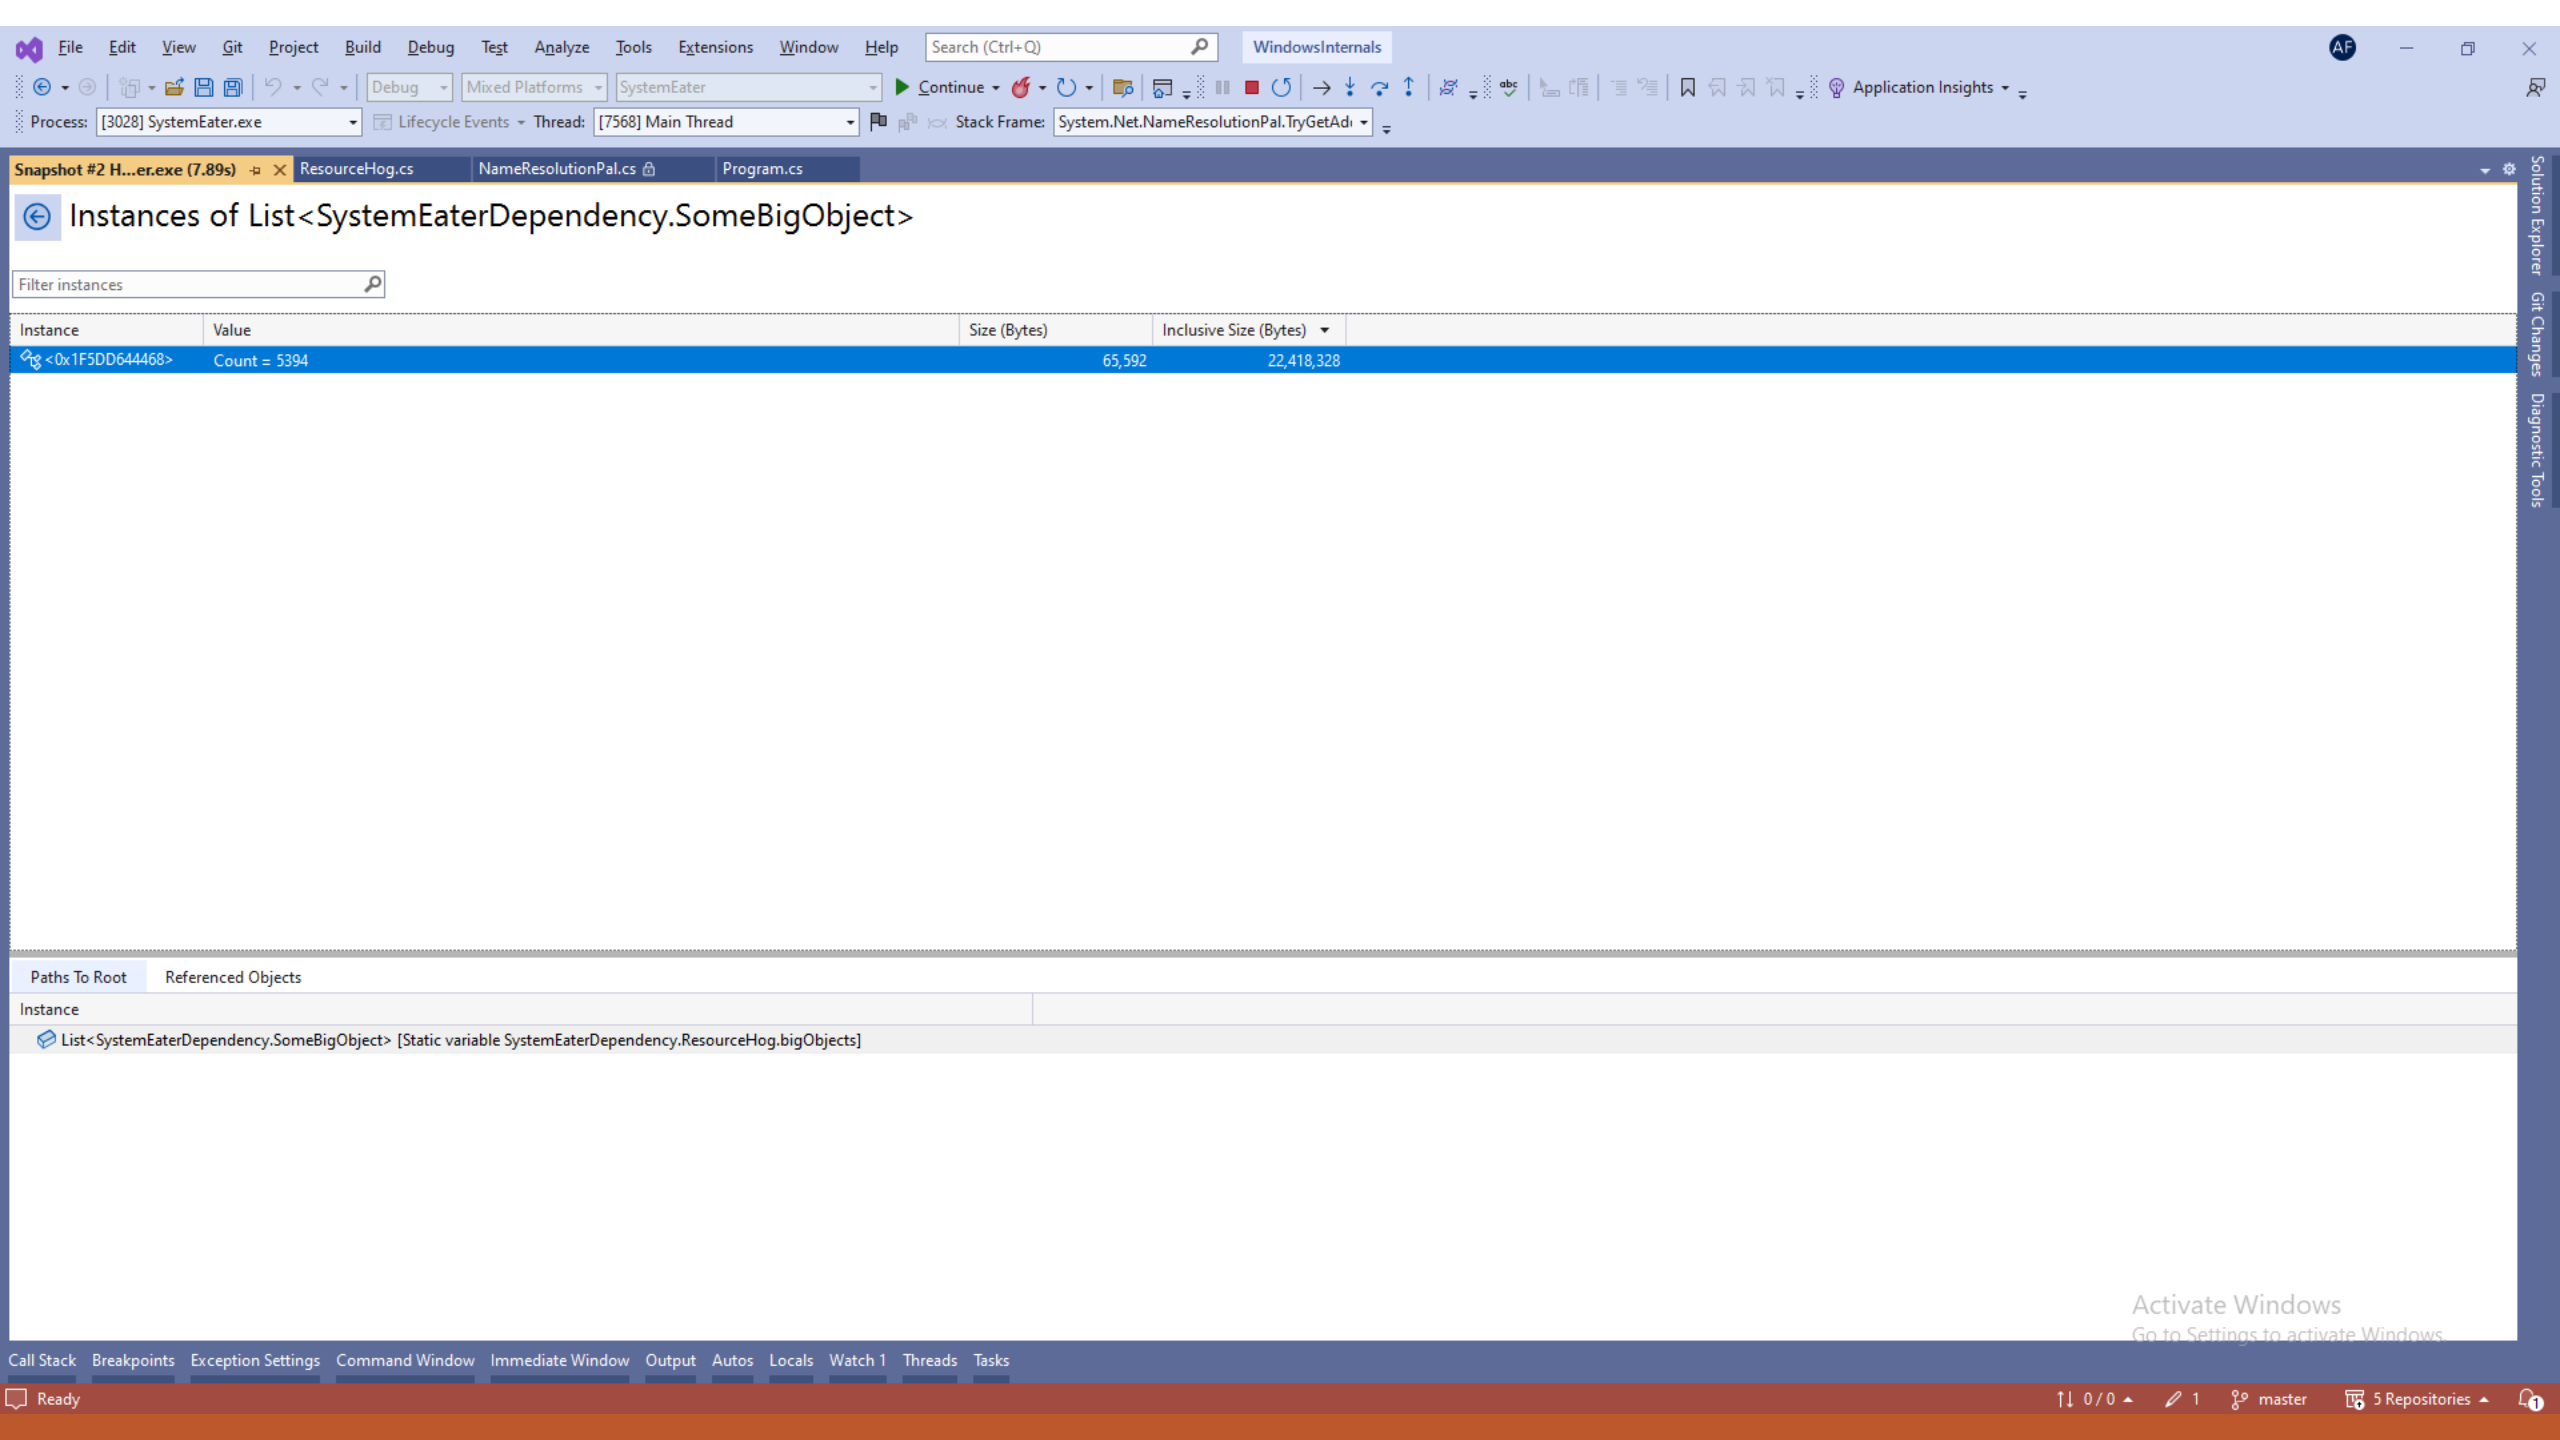 File Edit View Git Project Build Debug Test Analyze Tools Extensions Window Help Search (Ctrl+Q) WindowsInternals AF
Debug Mixed Platforms SystemEater Continue abc Application Insights
Process: [3028] SystemEater.exe Lifecycle Events Thread: [7568] Main Thread Stack Frame: System.Net.NameResolutionPal.TryGetAd
Snapshot #2 H...er.exe (7.89s) ResourceHog.cs NameResolutionPal.cs Program.cs
Instances of List<SystemEaterDependency.SomeBigObject>
Filter instances
Instance Value Size (Bytes) Inclusive Size (Bytes)
<0x1F5DD644468> Count = 5394 65,592 22,418,328
Solution Explorer
Git Changes
Diagnostic Tools
Paths To Root Referenced Objects
Instance
List<SystemEaterDependency.SomeBigObject> [Static variable SystemEaterDependency.ResourceHog.bigObjects]
Activate Windows
Go to Settings to activate Windows.
Call Stack Breakpoints Exception Settings Command Window Immediate Window Output Autos Locals Watch 1 Threads Tasks
Ready 0 / 0 1 master 5 Repositories 1